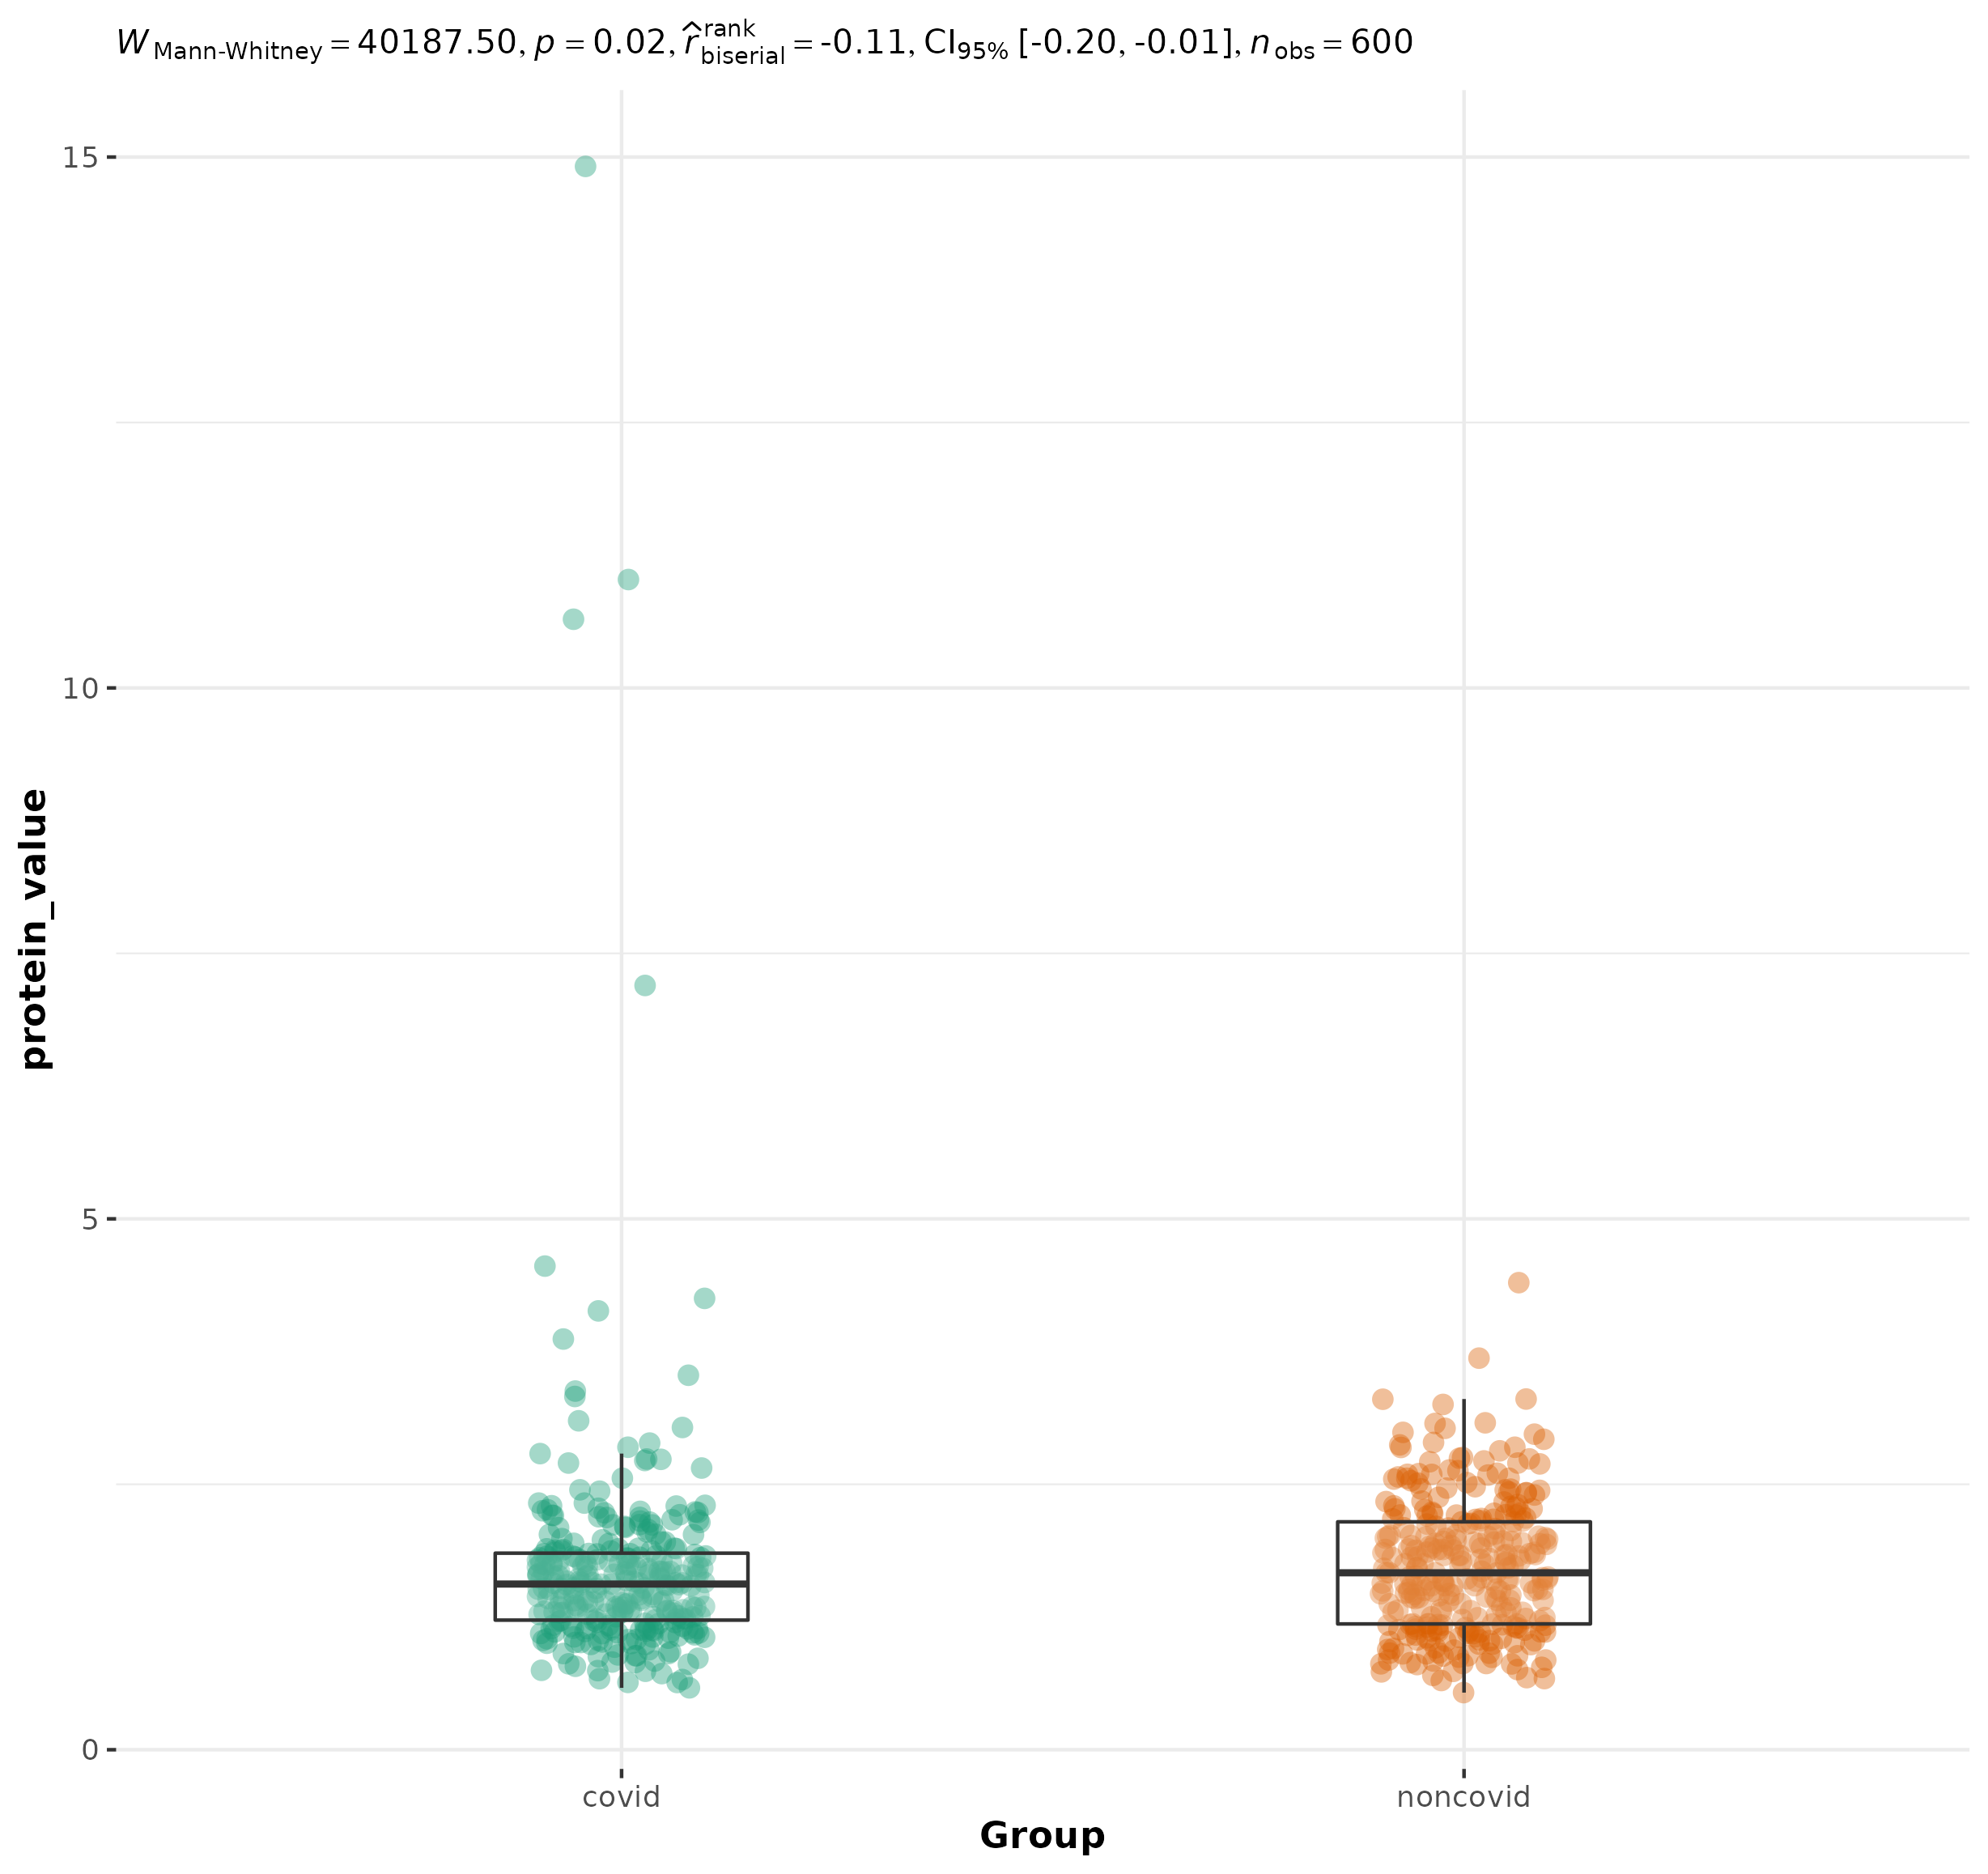 W Mann-Whitney = 40187.50, p = 0.02, r̂ rank biserial = -0.11, CI95% [-0.20, -0.01], n obs = 600
15
10
5
0
protein_value
covid noncovid
Group